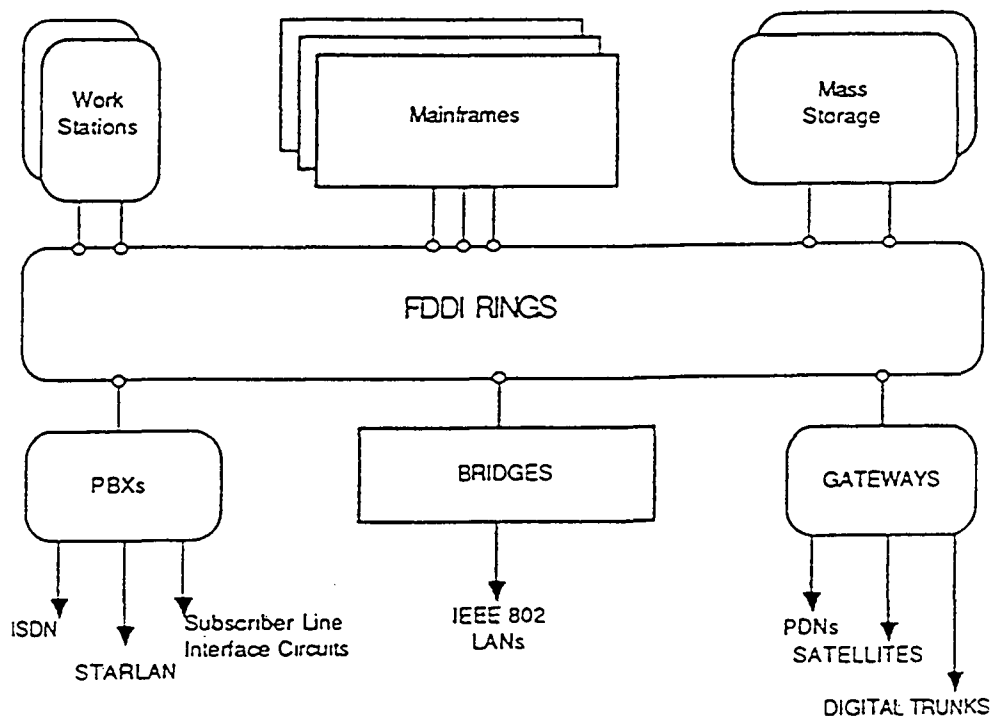 Work
Stations
Mainframes
Mass
Storage
FDDI RINGS
PBXs
BRIDGES
GATEWAYS
ISDN
STARLAN
Subscriber Line
Interface Circuits
IEEE 802
LANs
PDNs
SATELLITES
DIGITAL TRUNKS